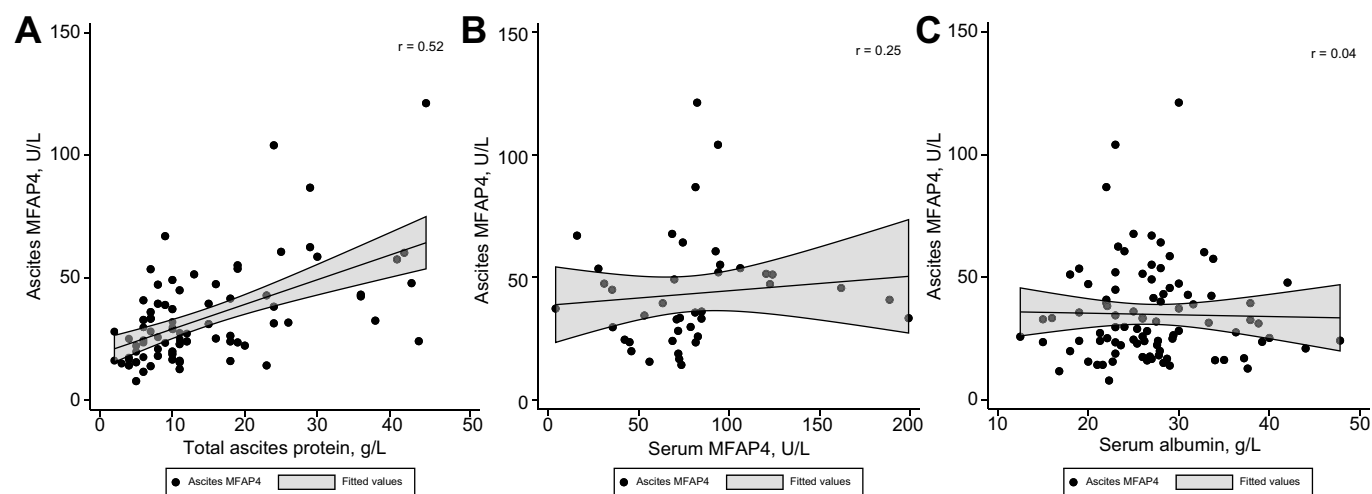 A
r = 0.52
Ascites MFAP4, U/L
150
100
50
0
0 10 20 30 40 50
Total ascites protein, g/L
Ascites MFAP4 Fitted values
B
r = 0.25
Ascites MFAP4, U/L
150
100
50
0
0 50 100 150 200
Serum MFAP4, U/L
Ascites MFAP4 Fitted values
C
r = 0.04
Ascites MFAP4, U/L
150
100
50
0
10 20 30 40 50
Serum albumin, g/L
Ascites MFAP4 Fitted values